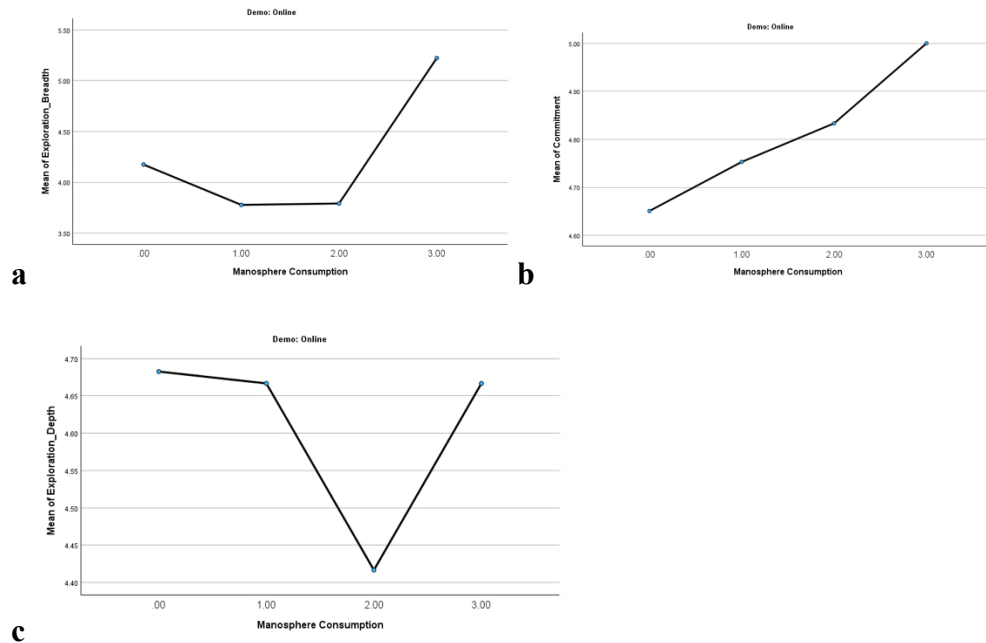 Demo: Online
Mean of Exploration_Breadth
5.50
5.00
4.50
4.00
3.50
.00 1.00 2.00 3.00
Manosphere Consumption
a
Demo: Online
Mean of Commitment
5.00
4.90
4.80
4.70
4.60
.00 1.00 2.00 3.00
Manosphere Consumption
b
Demo: Online
Mean of Exploration_Depth
4.70
4.65
4.60
4.55
4.50
4.45
4.40
.00 1.00 2.00 3.00
Manosphere Consumption
c